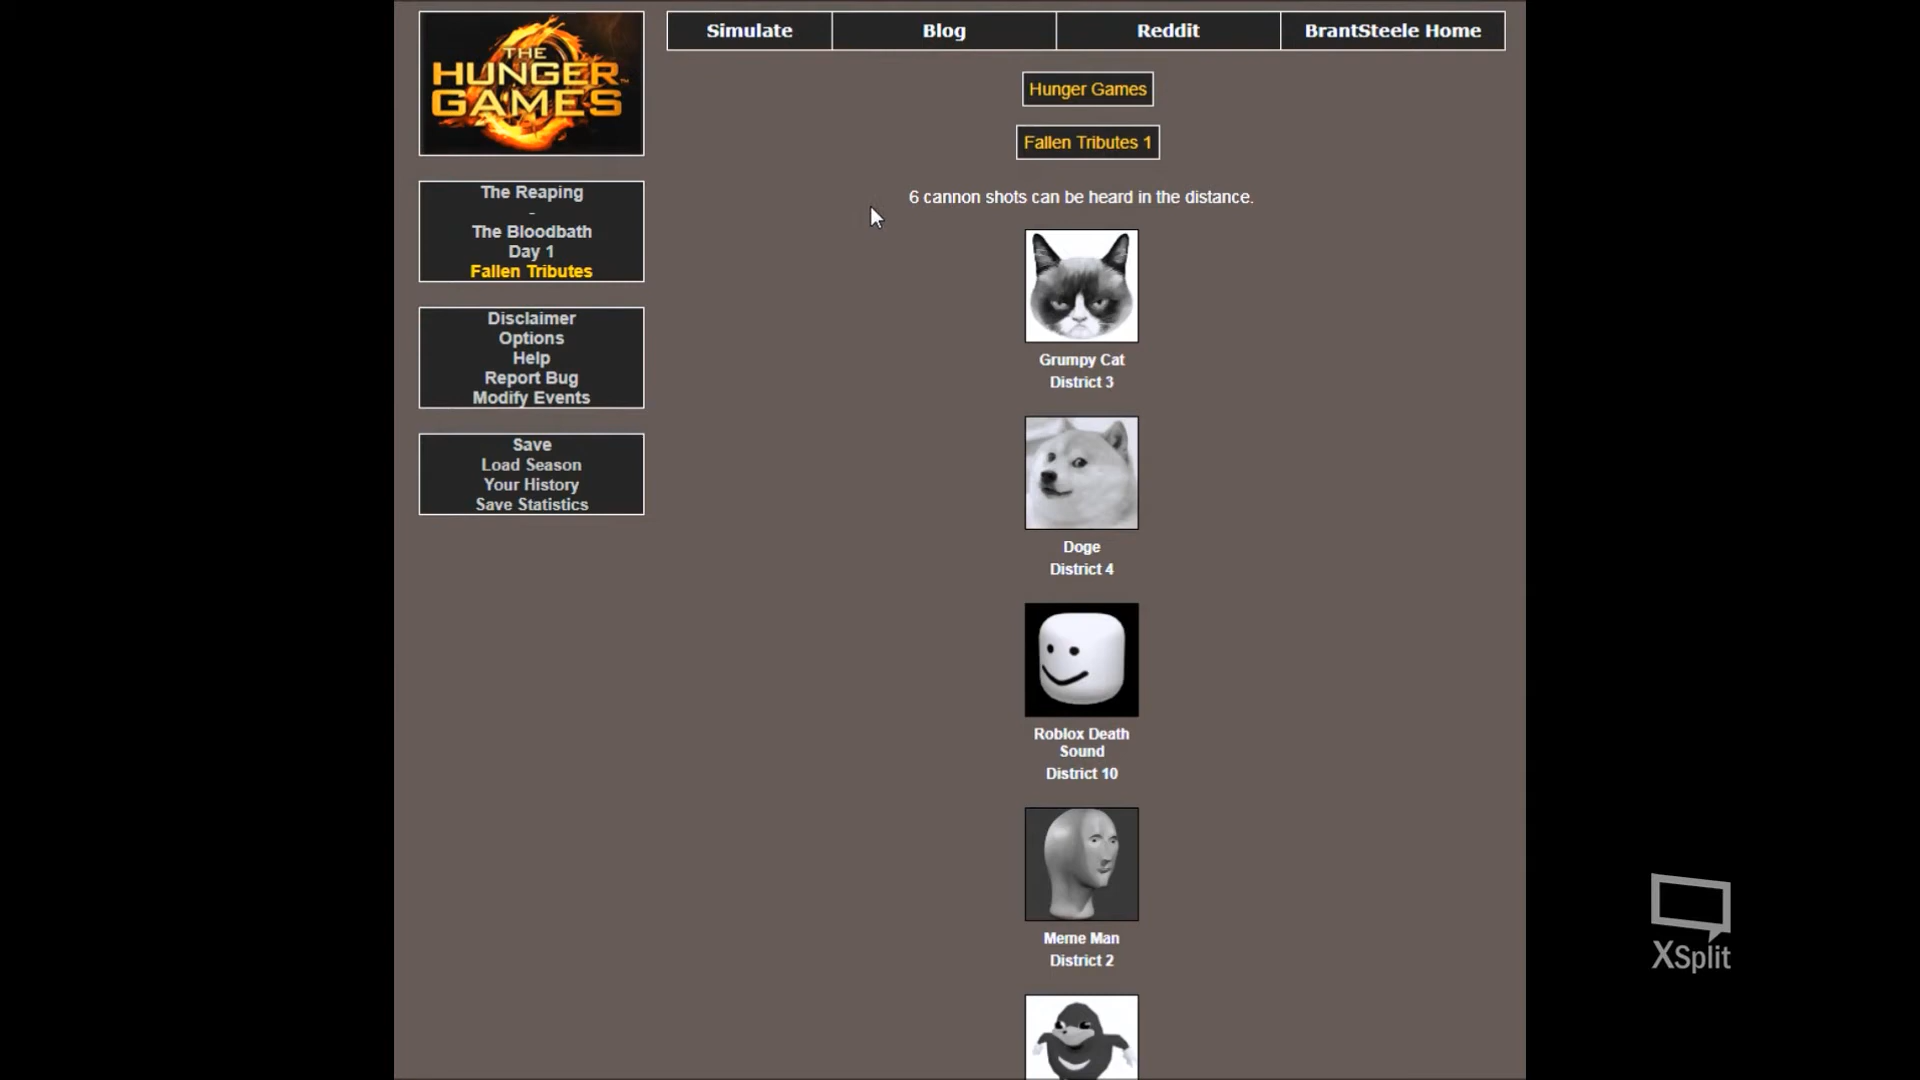 THE
HUNGER
GAMES
Simulate
Blog
Reddit
BrantSteele Home
The Reaping
-
The Bloodbath
Day 1
Fallen Tributes
Disclaimer
Options
Help
Report Bug
Modify Events
Save
Load Season
Your History
Save Statistics
Hunger Games
Fallen Tributes 1
6 cannon shots can be heard in the distance.
Grumpy Cat
District 3
Doge
District 4
Roblox Death
Sound
District 10
Meme Man
District 2
XSplit